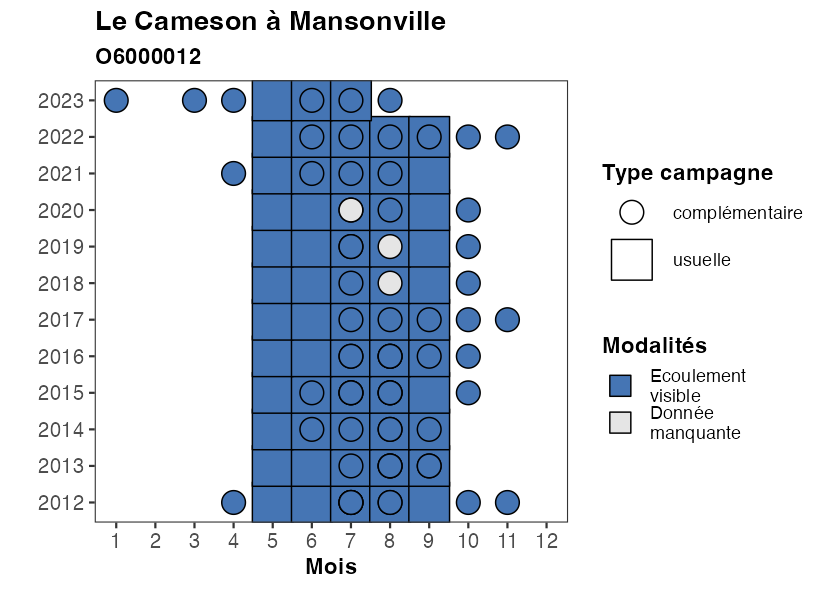 Le Cameson à Mansonville
O6000012
2023
2022
2021
2020
2019
2018
2017
2016
2015
2014
2013
2012
1 2 3 4 5 6 7 8 9 10 11 12
Mois
Type campagne
complémentaire
usuelle
Modalités
Ecoulement
visible
Donnée
manquante